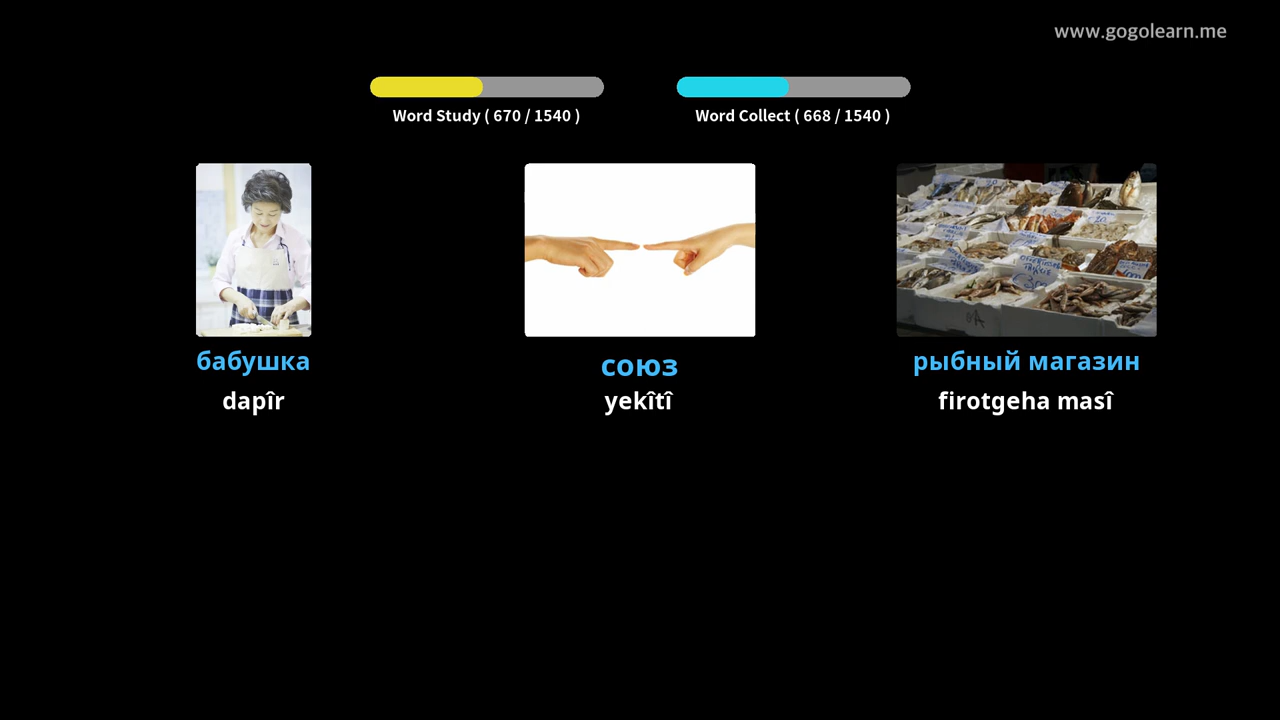 www.gogolearn.me
Word Study ( 670 / 1540 )
Word Collect ( 668 / 1540 )
бабушка
dapîr
союз
yekîtî
рыбный магазин
firotgeha masî